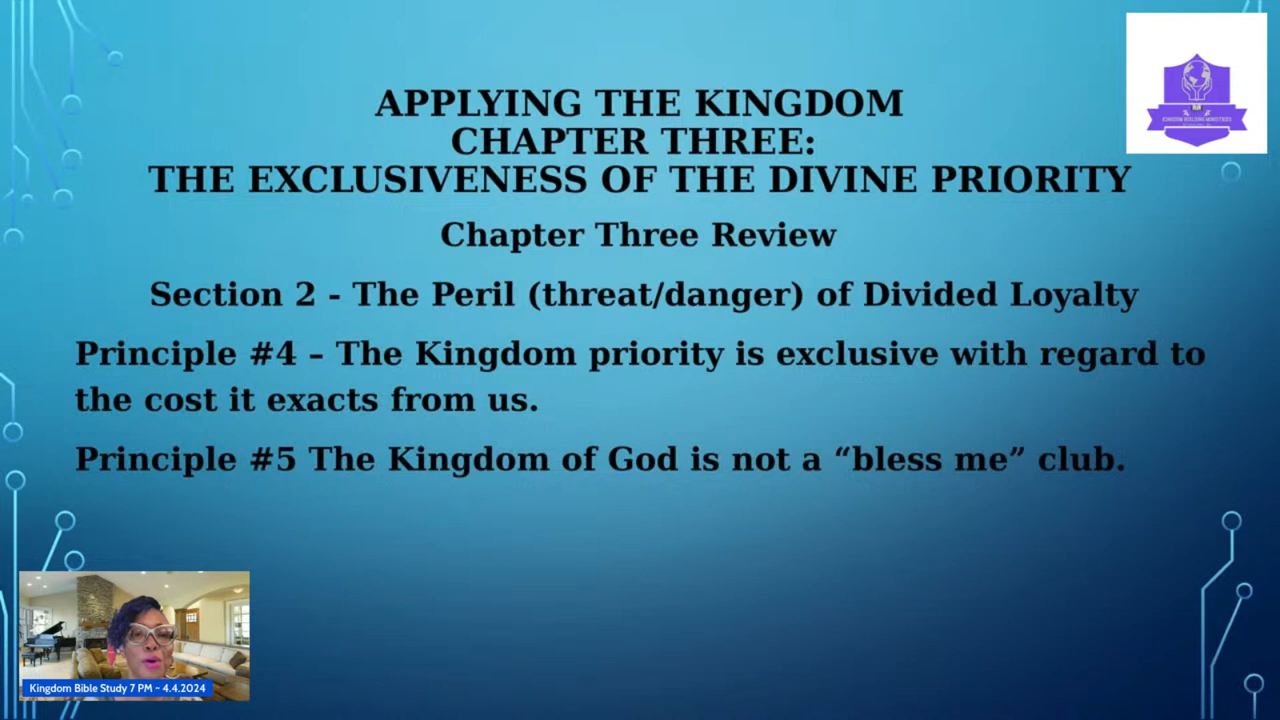 APPLYING THE KINGDOM
CHAPTER THREE:
THE EXCLUSIVENESS OF THE DIVINE PRIORITY
KINGDOM BUILDING MINISTRIES
Chapter Three Review
Section 2 - The Peril (threat/danger) of Divided Loyalty
Principle #4 – The Kingdom priority is exclusive with regard to
the cost it exacts from us.
Principle #5 The Kingdom of God is not a “bless me” club.
Kingdom Bible Study 7 PM - 4.4.2024